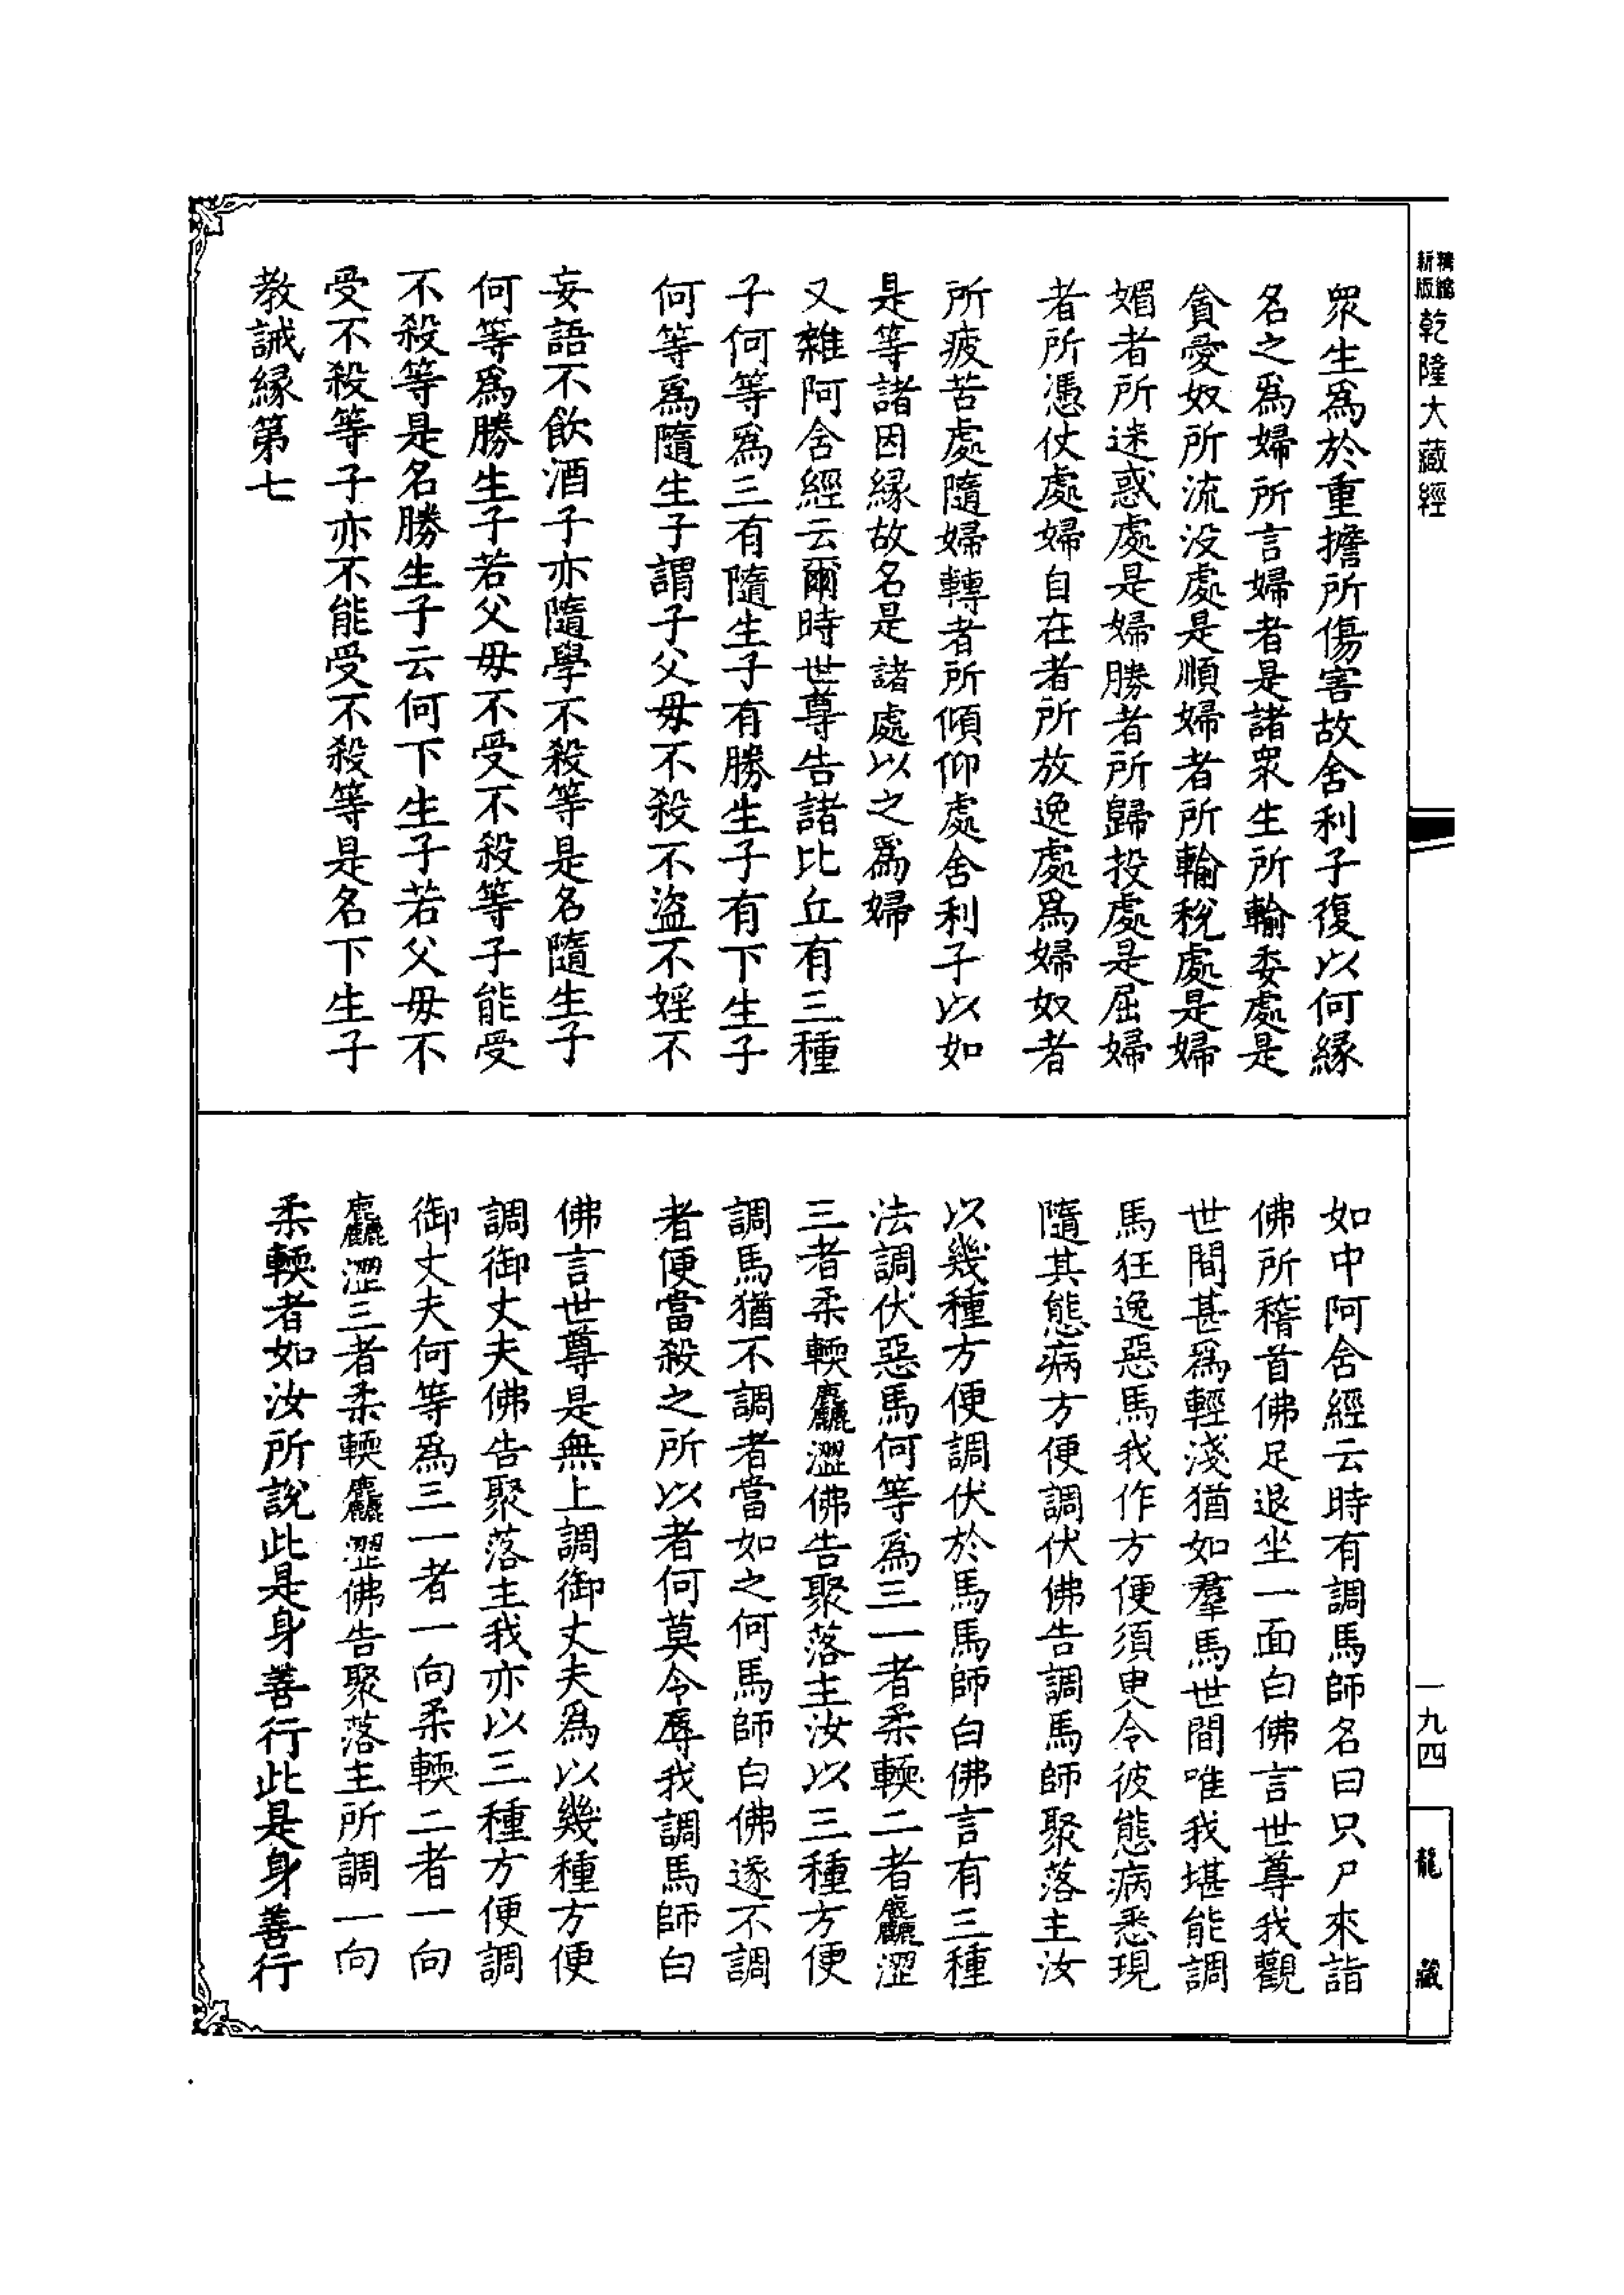 精縮
新版
乾隆大藏經
衆生爲於重擔所傷害故舍利子復以何縁
名之爲婦所言婦者是諸衆生所輸委處是
貪愛奴所流没處是順婦者所輸稅處是婦
媚者所迷惑處是婦勝者所歸投處是屈婦
者所憑仗處婦自在者所放逸處爲婦奴者
所疲苦處隨婦轉者所傾仰處舍利子以如
是等諸因縁故名是諸處以之爲婦
又雜阿含經云爾時世尊告諸比丘有三種
子何等爲三有隨生子有勝生子有下生子
何等爲隨生子謂子父毋不殺不盜不婬不
妄語不飲酒子亦隨學不殺等是名隨生子
何等爲勝生子若父毋不受不殺等子能受
不殺等是名勝生子云何下生子若父毋不
受不殺等子亦不能受不殺等是名下生子
教誡縁第七
如中阿含經云時有調馬師名曰只尸來詣
佛所稽首佛足退坐一面白佛言世尊我觀
世間甚爲輕淺猶如羣馬世間唯我堪能調
馬狂逸惡馬我作方便須臾令彼態病悉現
隨其態病方便調伏佛告調馬師聚落主汝
以幾種方便調伏於馬馬師白佛言有三種
法調伏惡馬何等爲三一者柔輭二者麤澀
三者柔輭麤澀佛告聚落主汝以三種方便
調馬猶不調者當如之何馬師白佛遂不調
者便當殺之所以者何莫令辱我調馬師白
佛言世尊是無上調御丈夫爲以幾種方便
調御丈夫佛告聚落主我亦以三種方便調
御丈夫何等爲三一者一向柔輭二者一向
麤澀三者柔輭麤澀佛告聚落主所調一向
柔輭者如汝所說此是身善行此是身善行
一九四
龍藏